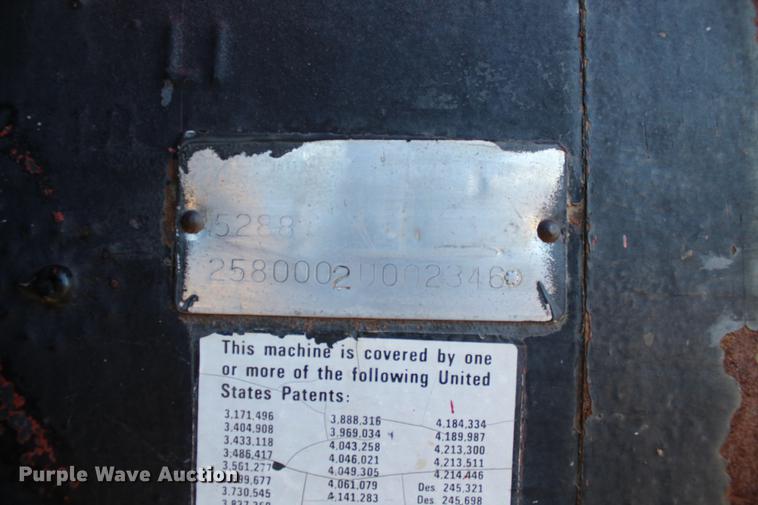 5288
2580002U002346
This machine is covered by one
or more of the following United
States Patents:
3,171,496 3,888,316 4,184,334
3,404,908 3,969,034 4,189,987
3,433,118 4,043,258 4,213,300
3,486,417 4,046,021 4,213,511
3,561,277 4,049,305 4,214,446
4,061,079 Des. 245,321
3,730,545 4,141,283 Des. 245,698
Purple Wave Auction